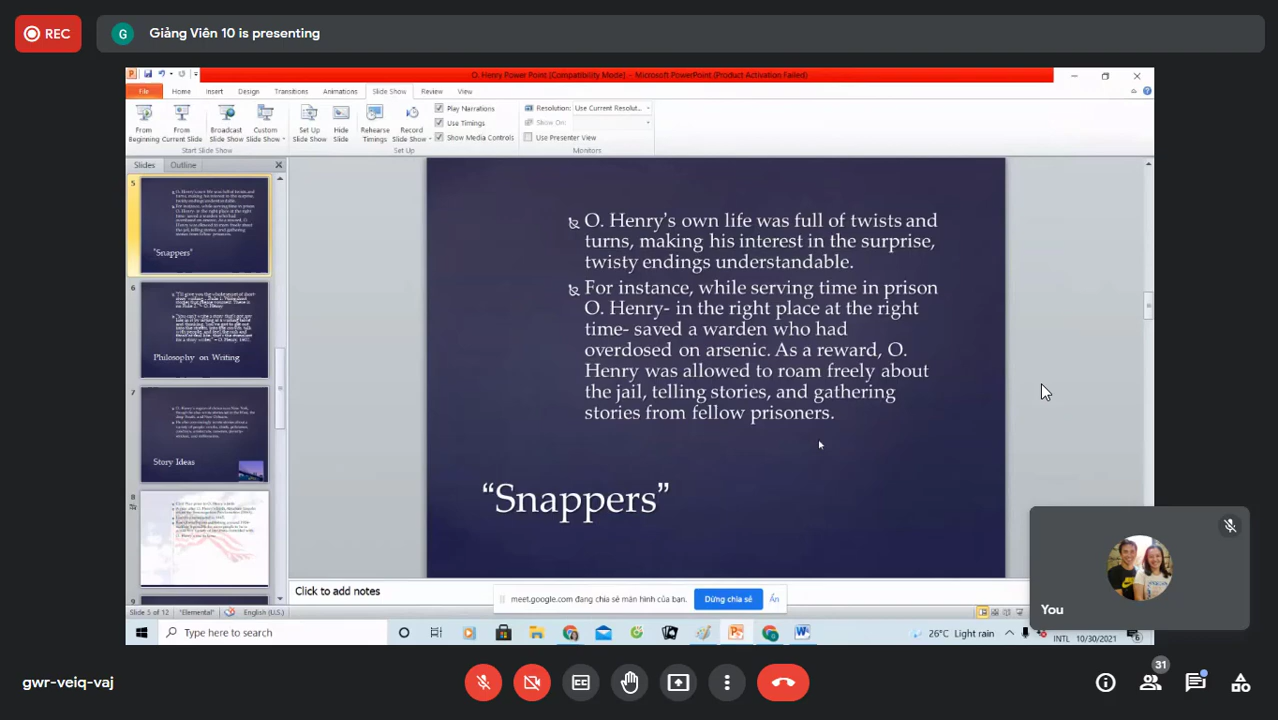 REC
G
Giảng Viên 10 is presenting
O. Henry Power Point [Compatibility Mode] - Microsoft PowerPoint (Product Activation Failed)
File Home Insert Design Transitions Animations Slide Show Review View
From Beginning
From Current Slide
Broadcast Slide Show
Custom Slide Show
Set Up Slide Show
Hide Slide
Rehearse Timings
Record Slide Show
Play Narrations
Use Timings
Show Media Controls
Resolution: Use Current Resolut...
Show On:
Use Presenter View
Start Slide Show
Set Up
Monitors
Slides Outline
5
"Snappers"
6
Philosophy on Writing
7
Story Ideas
8
9
O. Henry's own life was full of twists and
turns, making his interest in the surprise,
twisty endings understandable.
For instance, while serving time in prison
O. Henry- in the right place at the right
time- saved a warden who had
overdosed on arsenic. As a reward, O.
Henry was allowed to roam freely about
the jail, telling stories, and gathering
stories from fellow prisoners.
“Snappers”
Click to add notes
meet.google.com đang chia sẻ màn hình của bạn.
Dừng chia sẻ
Ẩn
Slide 5 of 12
"Elemental"
English (U.S.)
You
Type here to search
26°C Light rain
INTL
10/30/2021
6
gwr-veiq-vaj
31